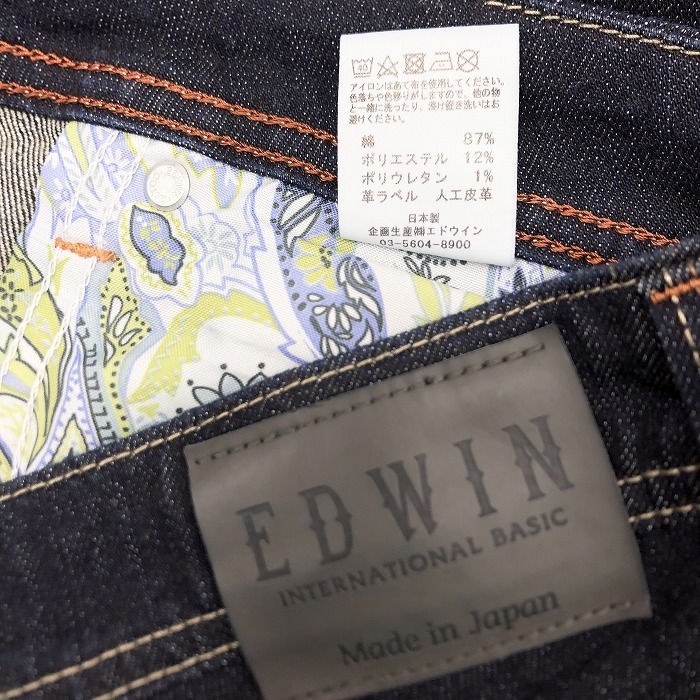 40
アイロンはあて布を使用してください。
色落ちや色移りがしますので、他の物
と一緒に洗ったり、漬け置き洗いはお
避けください。
綿 87%
ポリエステル 12%
ポリウレタン 1%
革ラベル 人工皮革
日本製
企画生産㈱エドウイン
03-5604-8900
EDWIN
INTERNATIONAL BASIC
Made in Japan